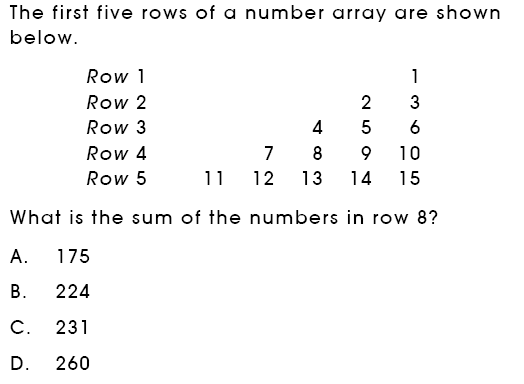 The first five rows of a number array are shown
below.
Row 1 1
Row 2 2 3
Row 3 4 5 6
Row 4 7 8 9 10
Row 5 11 12 13 14 15
What is the sum of the numbers in row 8?
A. 175
B. 224
C. 231
D. 260